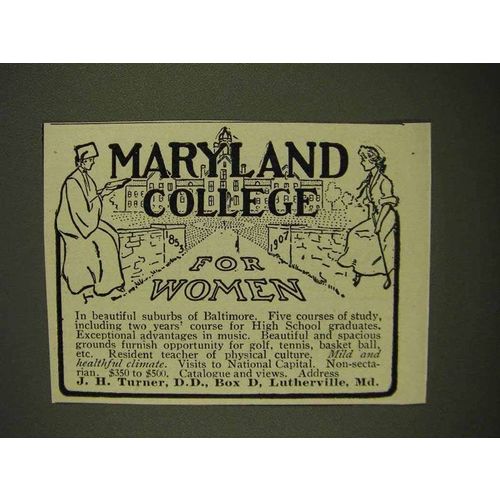 MARYLAND
COLLEGE
1853 1907
FOR
WOMEN
In beautiful suburbs of Baltimore. Five courses of study,
including two years' course for High School graduates.
Exceptional advantages in music. Beautiful and spacious
grounds furnish opportunity for golf, tennis, basket ball,
etc. Resident teacher of physical culture. Mild and
healthful climate. Visits to National Capital. Non-secta-
rian. $350 to $500. Catalogue and views. Address
J. H. Turner, D.D., Box D, Lutherville, Md.